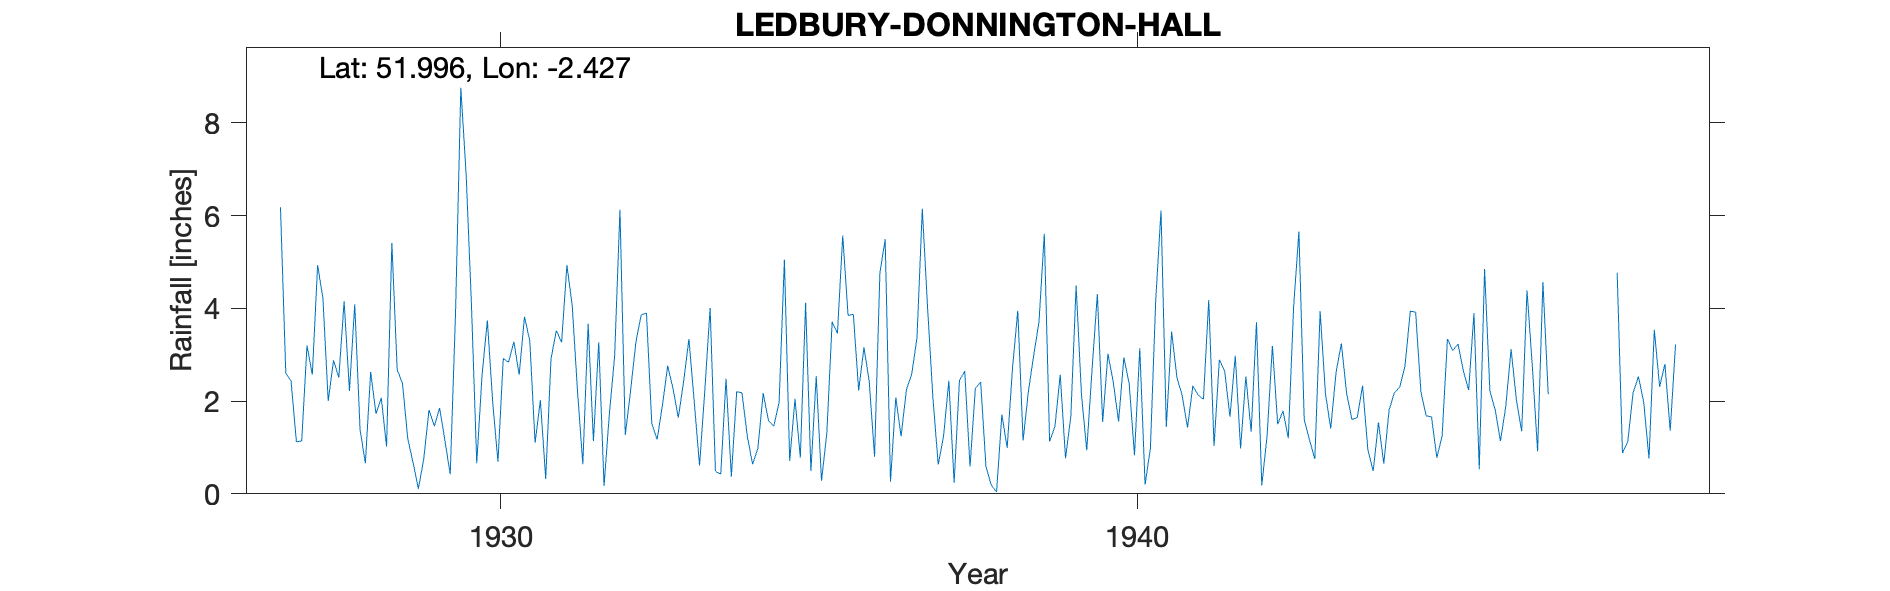 LEDBURY-DONNINGTON-HALL
Lat: 51.996, Lon: -2.427
8
6
4
2
0
Rainfall [inches]
1930
1940
Year